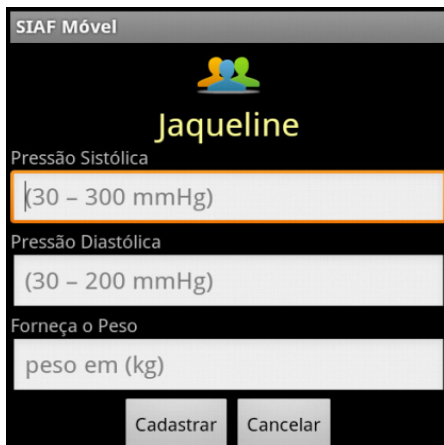 SIAF Móvel
Jaqueline
Pressão Sistólica
(30 – 300 mmHg)
Pressão Diastólica
(30 – 200 mmHg)
Forneça o Peso
peso em (kg)
Cadastrar Cancelar